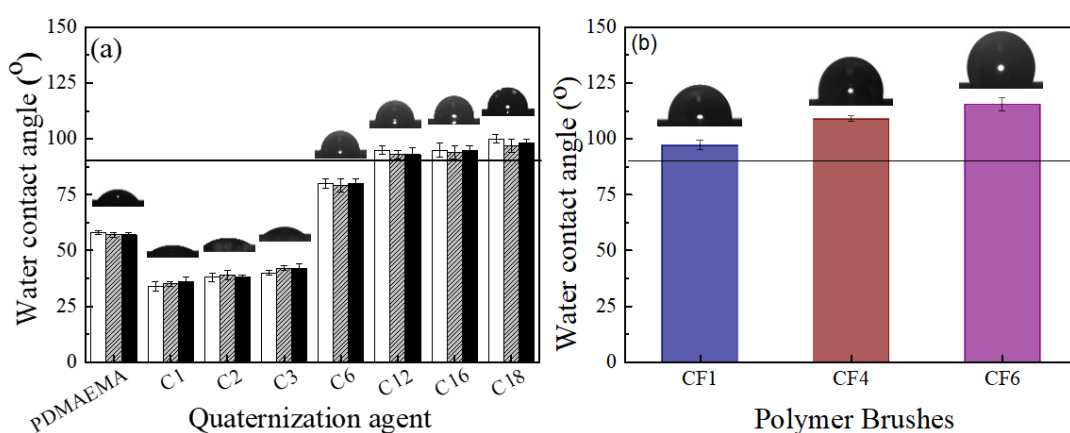 (a)
Water contact angle (°)
150
125
100
75
50
25
0
PDMAEMA C1 C2 C3 C6 C12 C16 C18
Quaternization agent
(b)
Water contact angle (°)
150
125
100
75
50
25
0
CF1 CF4 CF6
Polymer Brushes